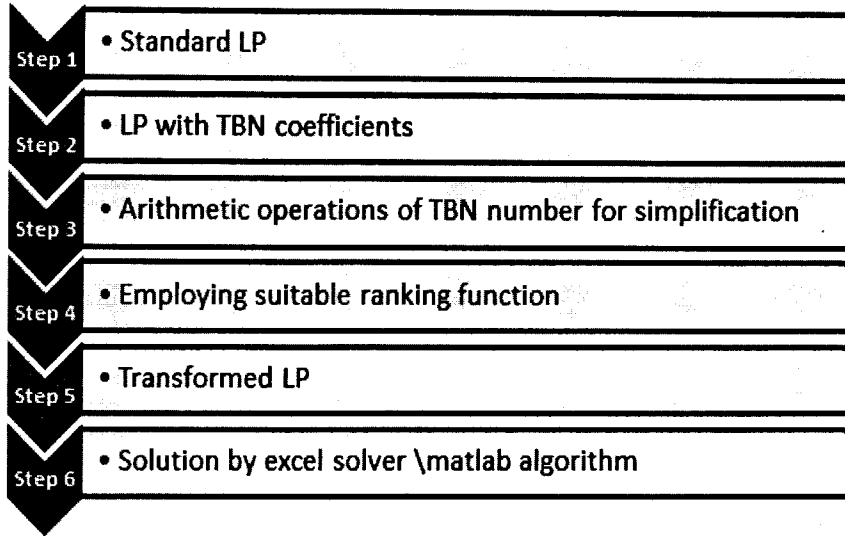 Step 1
• Standard LP
Step 2
• LP with TBN coefficients
Step 3
• Arithmetic operations of TBN number for simplification
Step 4
• Employing suitable ranking function
Step 5
• Transformed LP
Step 6
• Solution by excel solver \matlab algorithm